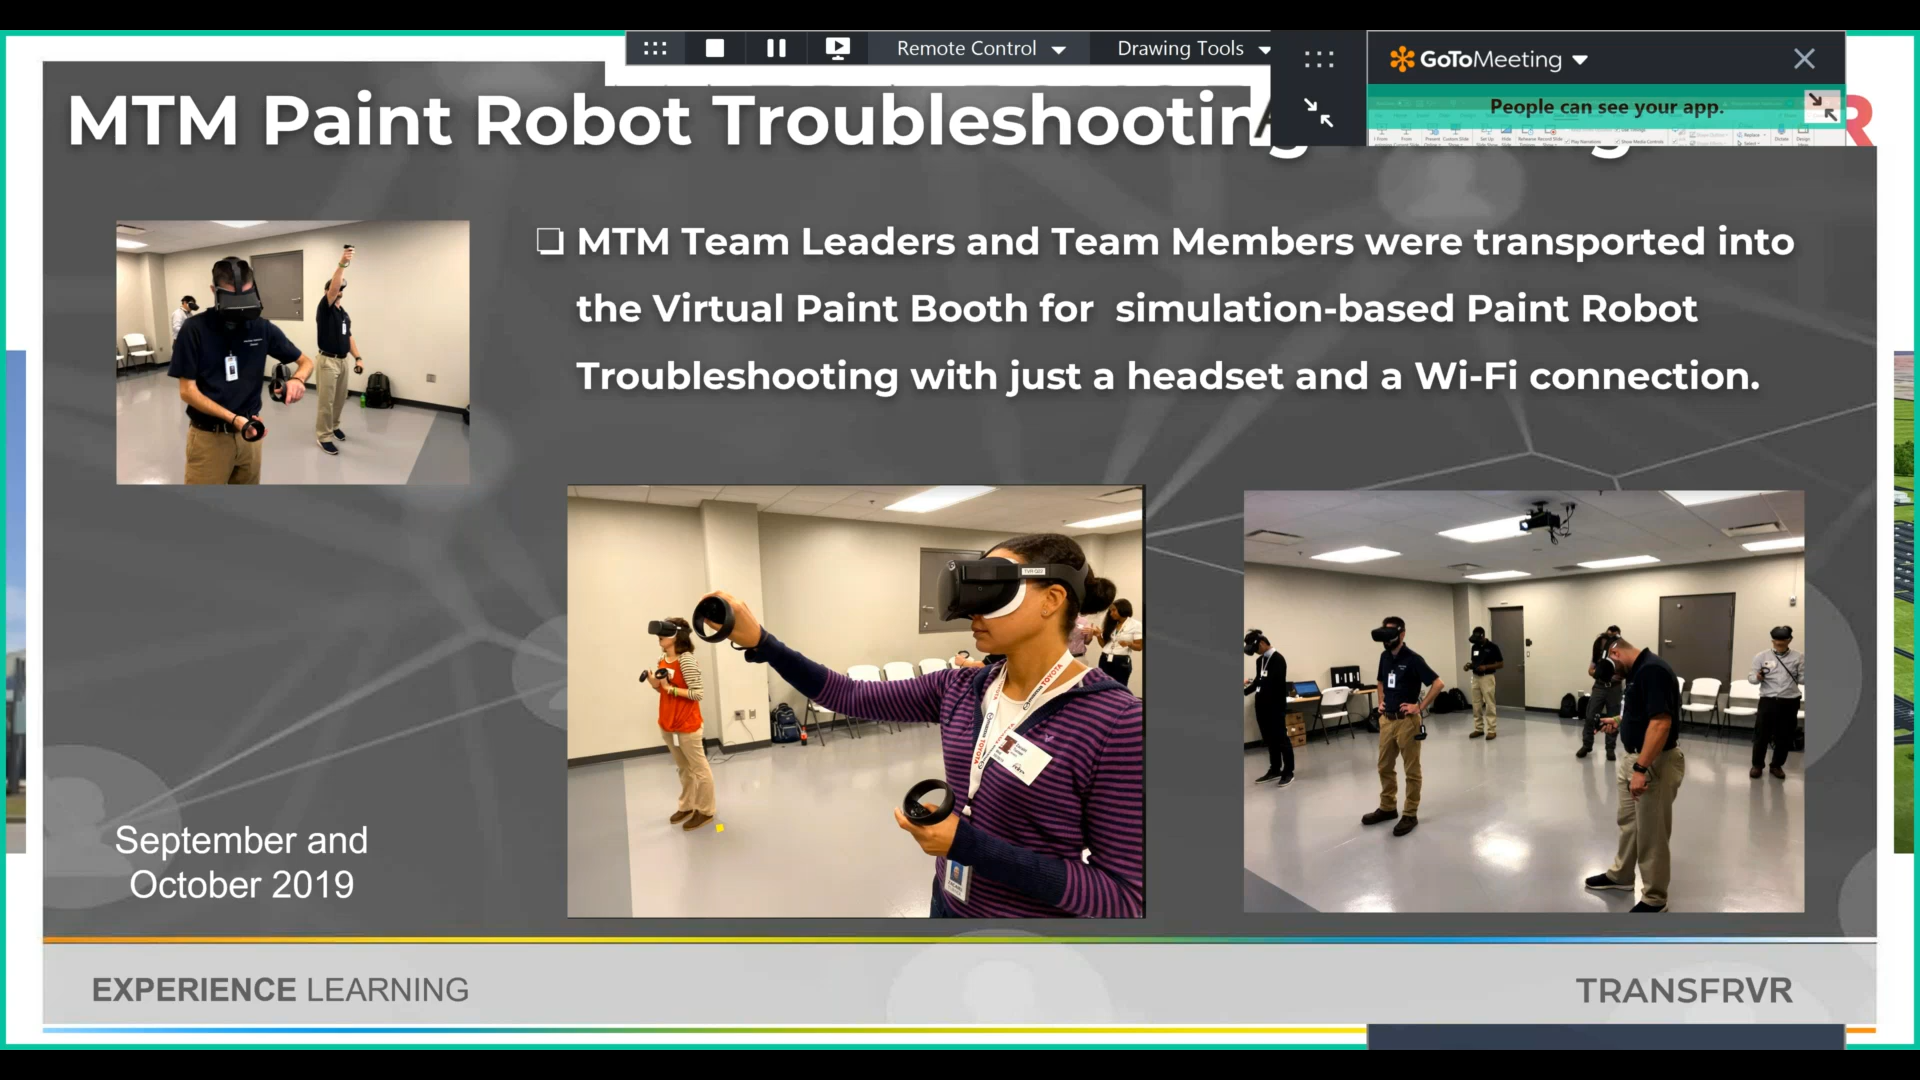 Remote Control
Drawing Tools
GoToMeeting
People can see your app.
MTM Paint Robot Troubleshooting
R
MTM Team Leaders and Team Members were transported into
the Virtual Paint Booth for simulation-based Paint Robot
Troubleshooting with just a headset and a Wi-Fi connection.
TOYOTA
September and
October 2019
EXPERIENCE LEARNING
TRANSFRVR